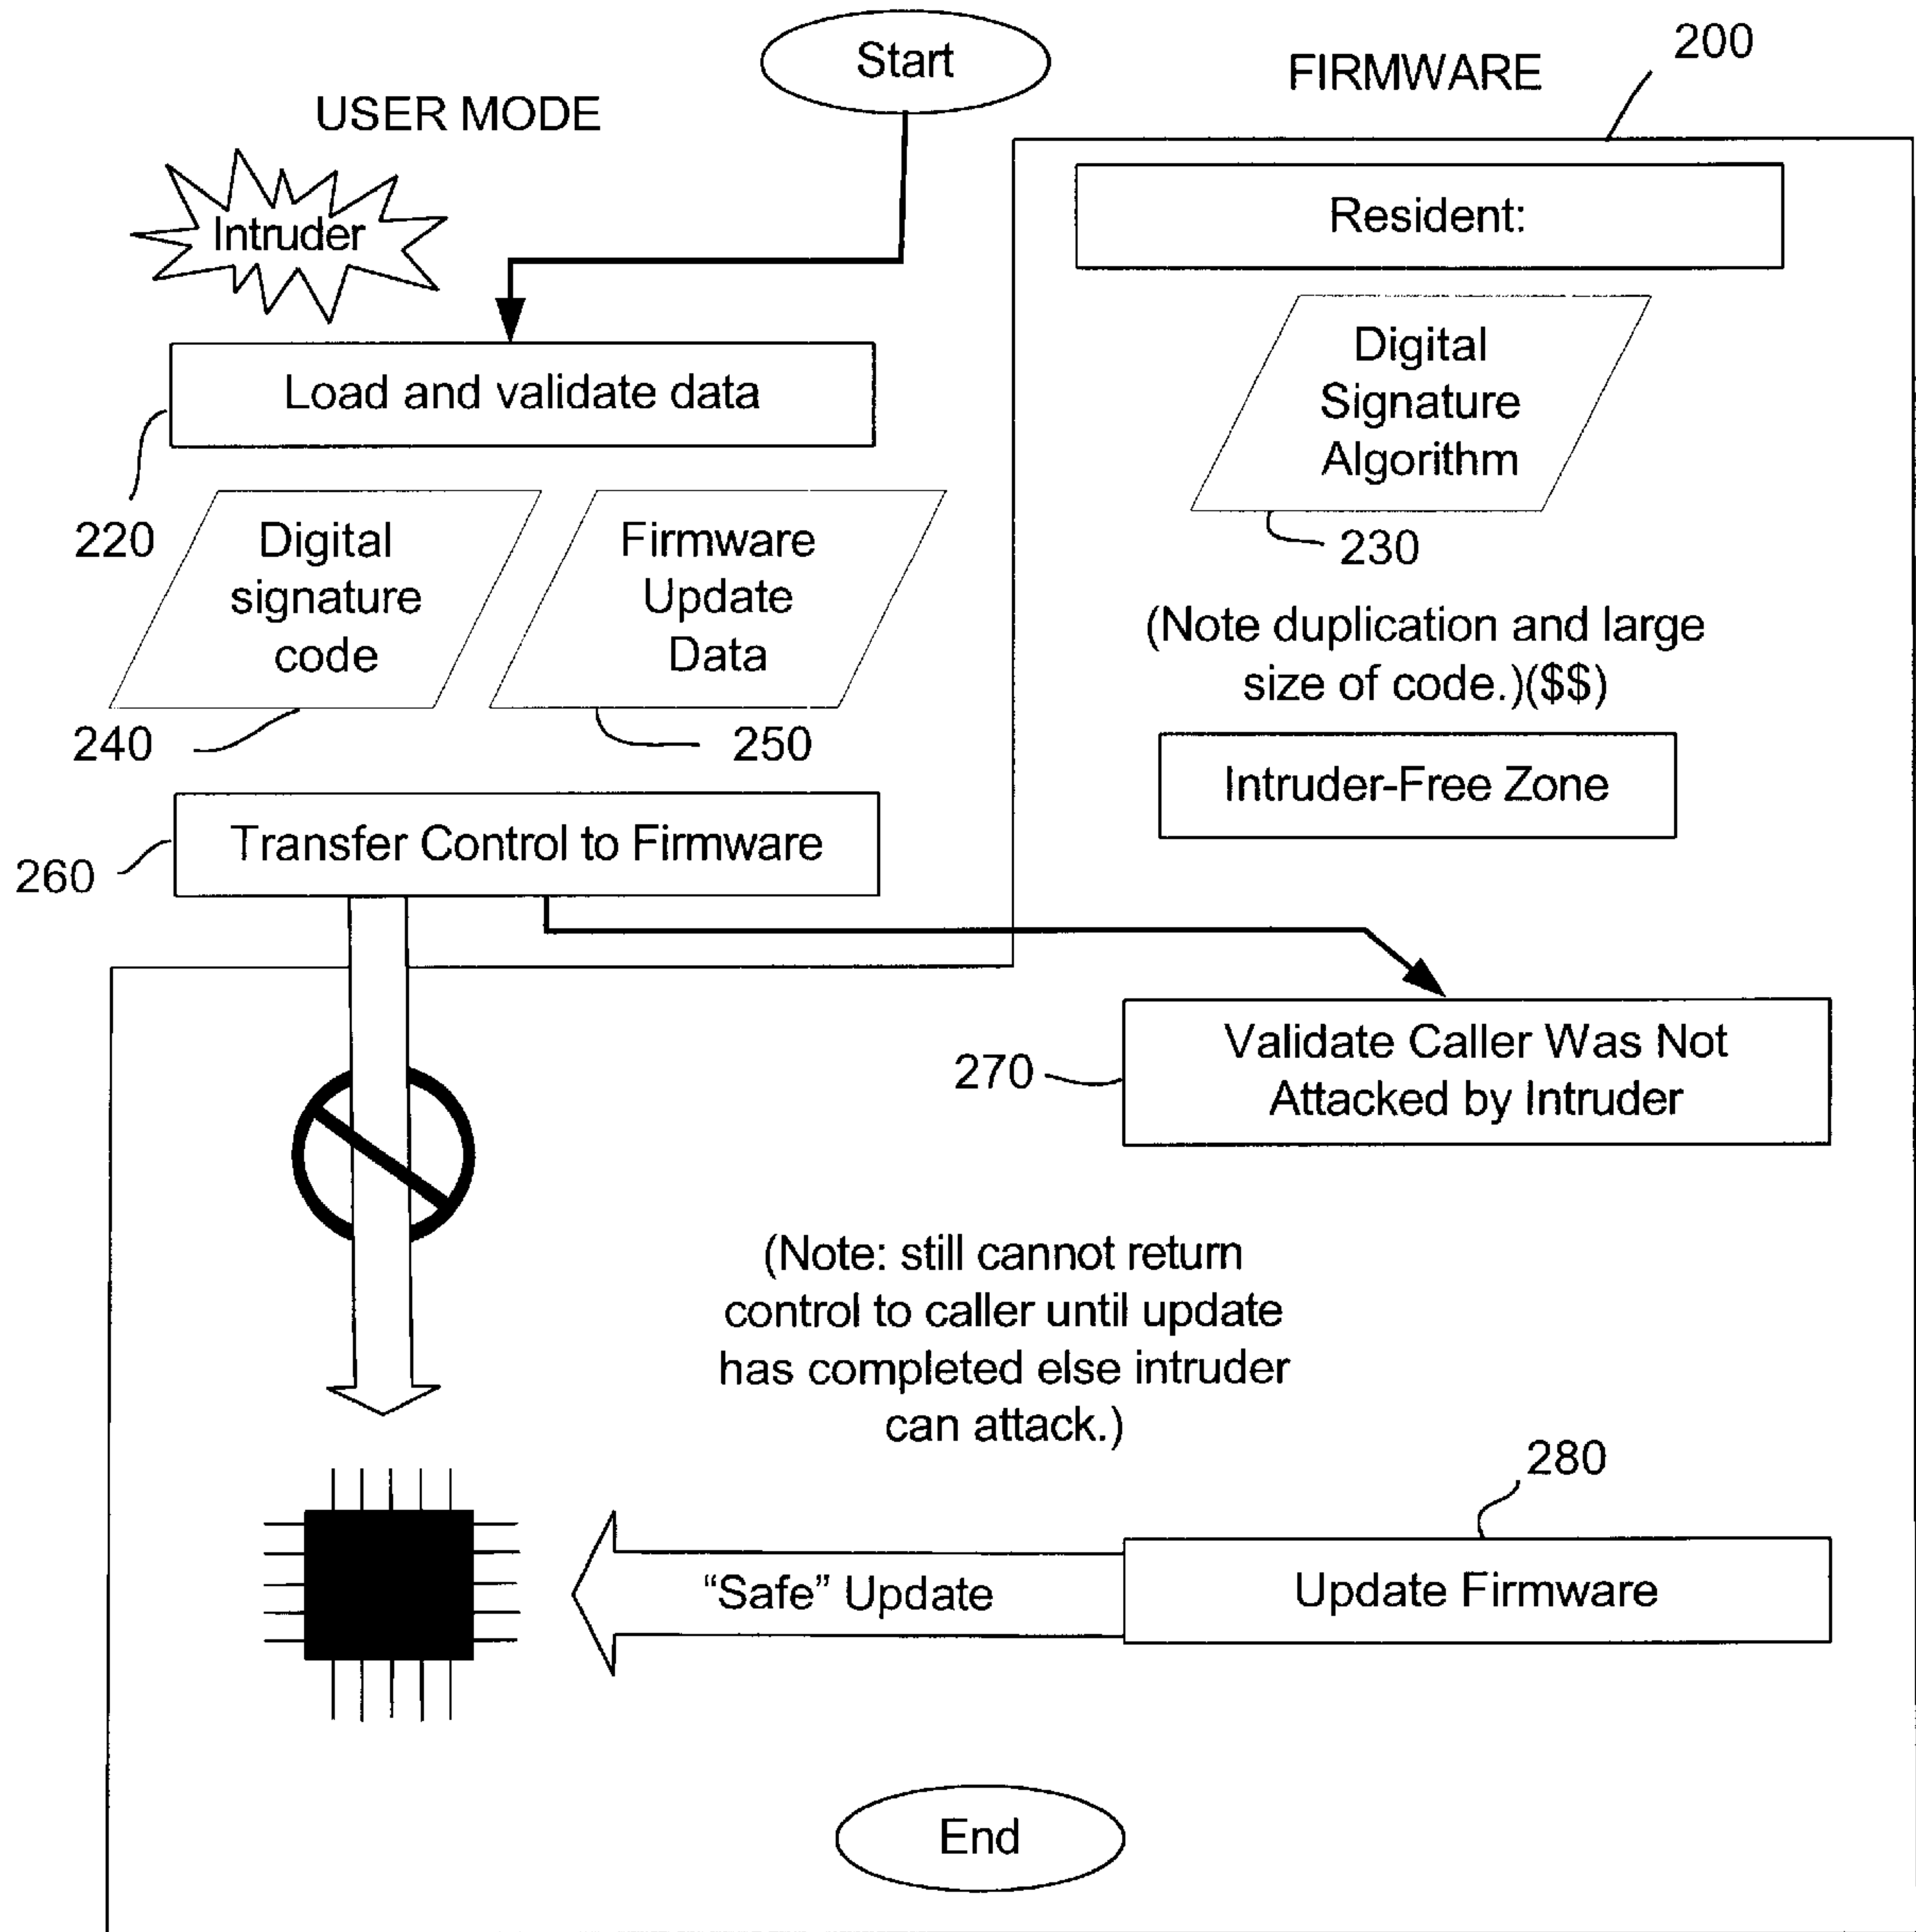 Start
FIRMWARE
200
USER MODE
Intruder
Resident:
Load and validate data
220
Digital
Signature
Algorithm
230
Digital
signature
code
240
Firmware
Update
Data
250
(Note duplication and large
size of code.)($$)
Intruder-Free Zone
Transfer Control to Firmware
260
Validate Caller Was Not
Attacked by Intruder
270
(Note: still cannot return
control to caller until update
has completed else intruder
can attack.)
280
“Safe” Update
Update Firmware
End